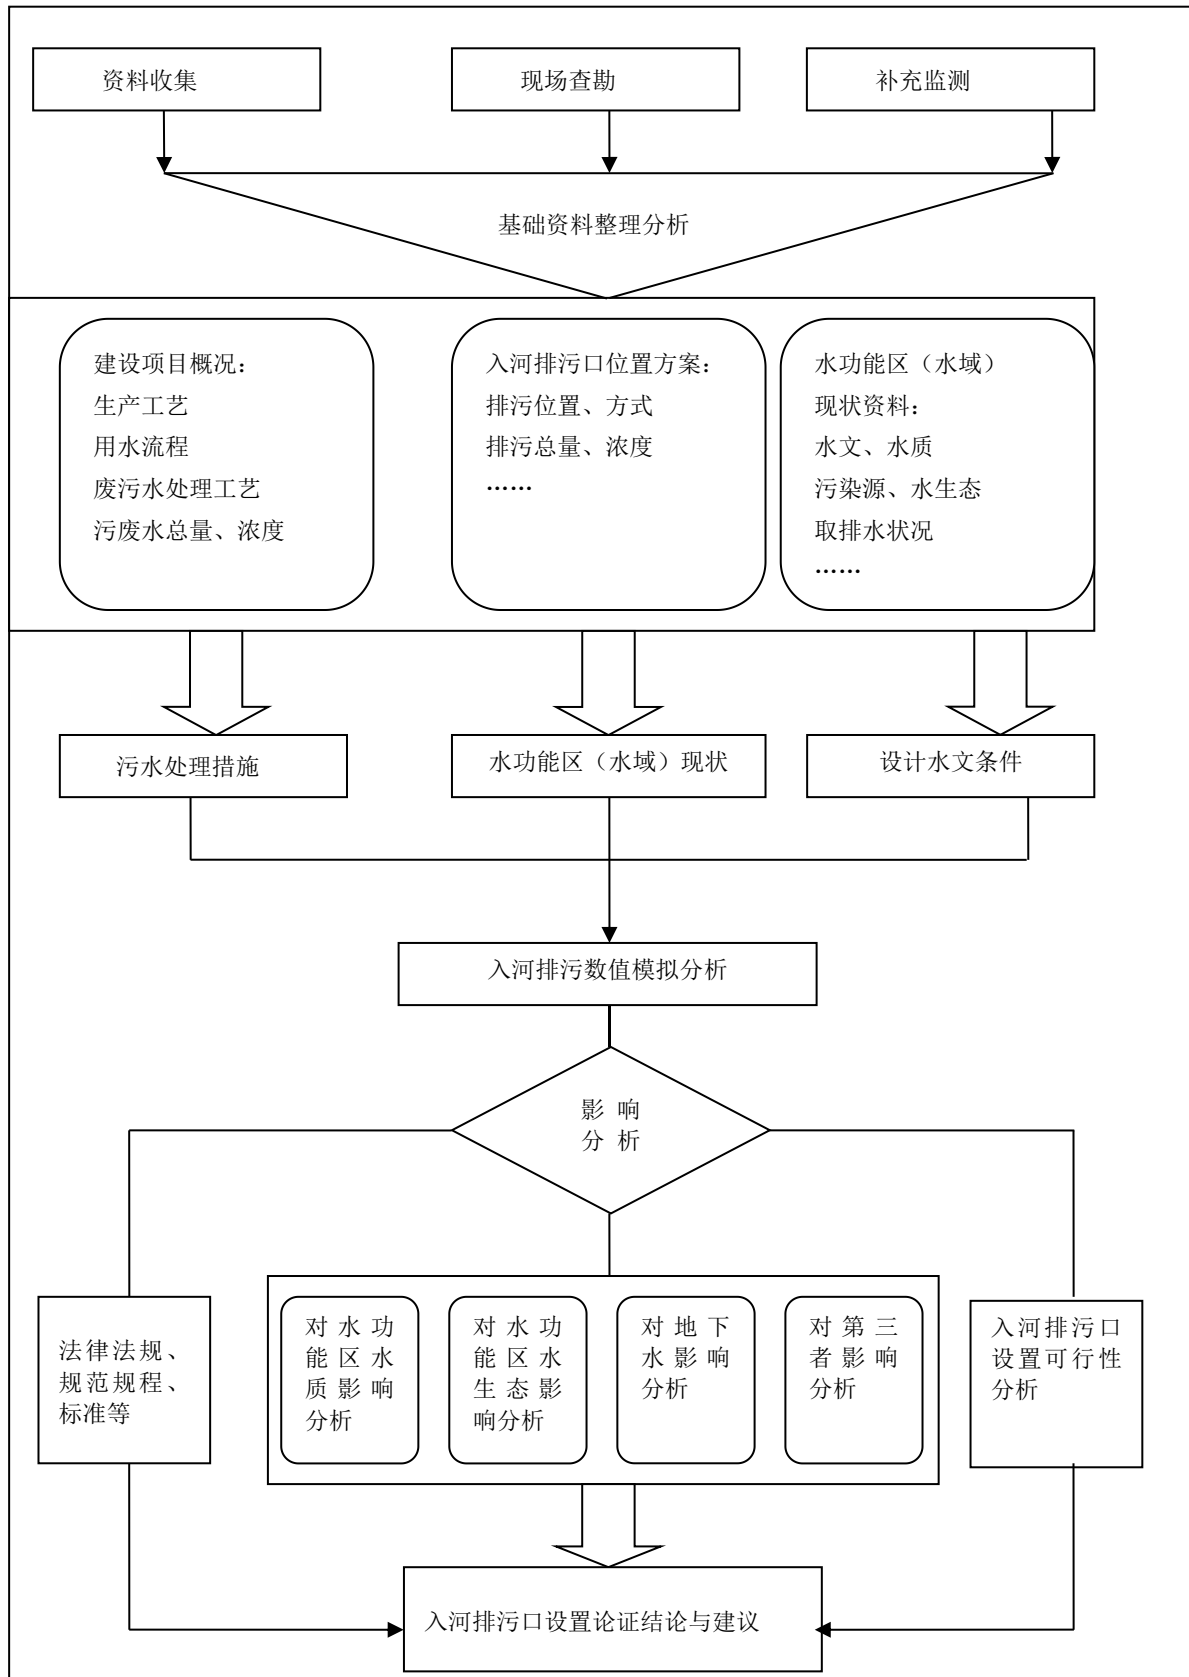 资料收集
现场查勘
补充监测
基础资料整理分析
建设项目概况：
生产工艺
用水流程
废污水处理工艺
污废水总量、浓度
入河排污口位置方案：
排污位置、方式
排污总量、浓度
……
水功能区（水域）
现状资料：
水文、水质
污染源、水生态
取排水状况
……
污水处理措施
水功能区（水域）现状
设计水文条件
入河排污数值模拟分析
影 响
分 析
法律法规、
规范规程、
标准等
对水功
能区水
质影响
分析
对水功
能区水
生态影
响分析
对地下
水影响
分析
对第三
者影响
分析
入河排污口
设置可行性
分析
入河排污口设置论证结论与建议